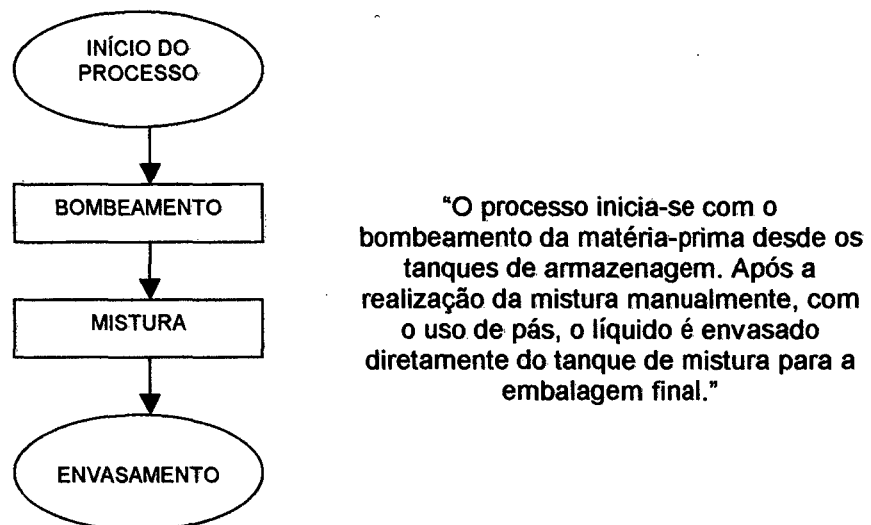 INÍCIO DO
PROCESSO
BOMBEAMENTO
MISTURA
ENVASAMENTO
"O processo inicia-se com o
bombeamento da matéria-prima desde os
tanques de armazenagem. Após a
realização da mistura manualmente, com
o uso de pás, o líquido é envasado
diretamente do tanque de mistura para a
embalagem final."